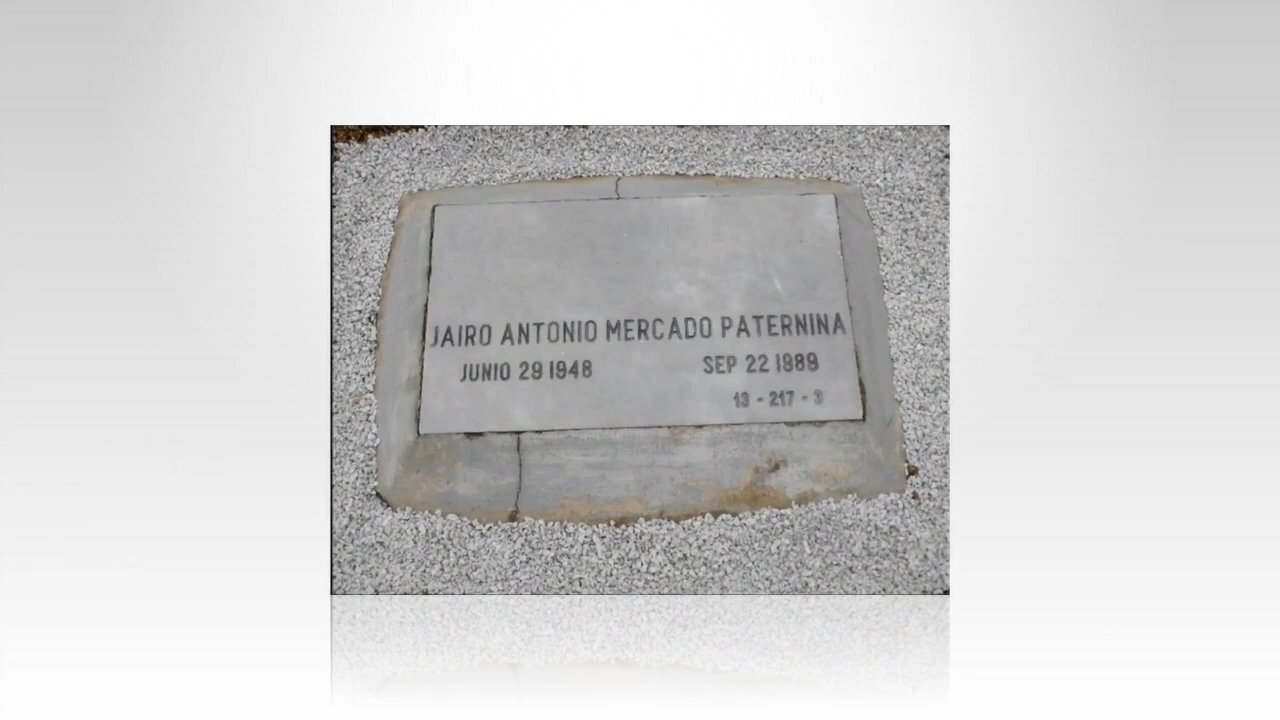 JAIRO ANTONIO MERCADO PATERNINA
JUNIO 29 1948 SEP 22 1989
13 - 217 - 3